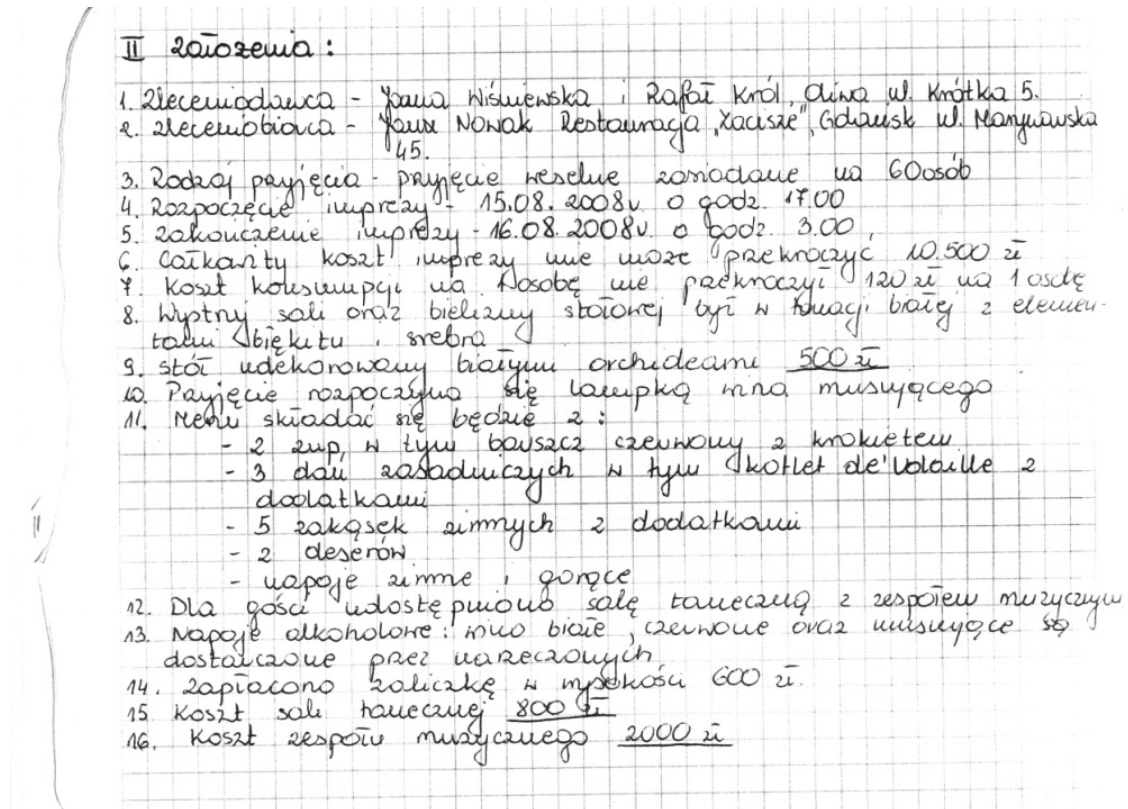 II Założenia :
1. Zleceniodawca - Joana Wiśniewska i Rafał Król, Oliwa ul. Krótka 5.
2. Zleceniobiorca - Joana Nowak Restauracja „Zacisze", Gdańsk ul. Marynarska
45.
3. Rodzaj przyjęcia - przyjęcie weselne zasiadane na 60 osób
4. Rozpoczęcie imprezy - 15.08.2008r. o godz. 17.00
5. Zakończenie imprezy - 16.08.2008r. o godz. 3.00
6. Całkowity koszt imprezy nie może przekroczyć 10.500 zł
7. Koszt konsumpcji na 1 osobę nie przekroczył 120 zł na 1 osobę
8. Wystrój sali oraz bielizny stołowej był w tonacji białej z elemen-
tami błękitu i srebra
9. Stół udekorowany białymi orchideami 500 zł
10. Przyjęcie rozpoczyna się lampką wina musującego
11. Menu składać się będzie z :
- 2 zup, w tym barszcz czerwony z krokietem
- 3 dań zasadniczych w tym kotlet de'Volaille z
dodatkami
- 5 zakąsek zimnych z dodatkami
- 2 deserów
- napoje zimne i gorące
12. Dla gości udostępniono salę taneczną z zespołem muzycznym
13. Napoje alkoholowe : wino białe, czerwone oraz musujące są
dostarczone przez narzeczonych
14. Zapłacono zaliczkę w wysokości 600 zł.
15 Koszt sali tanecznej 800 zł
16. Koszt zespołu muzycznego 2000 zł